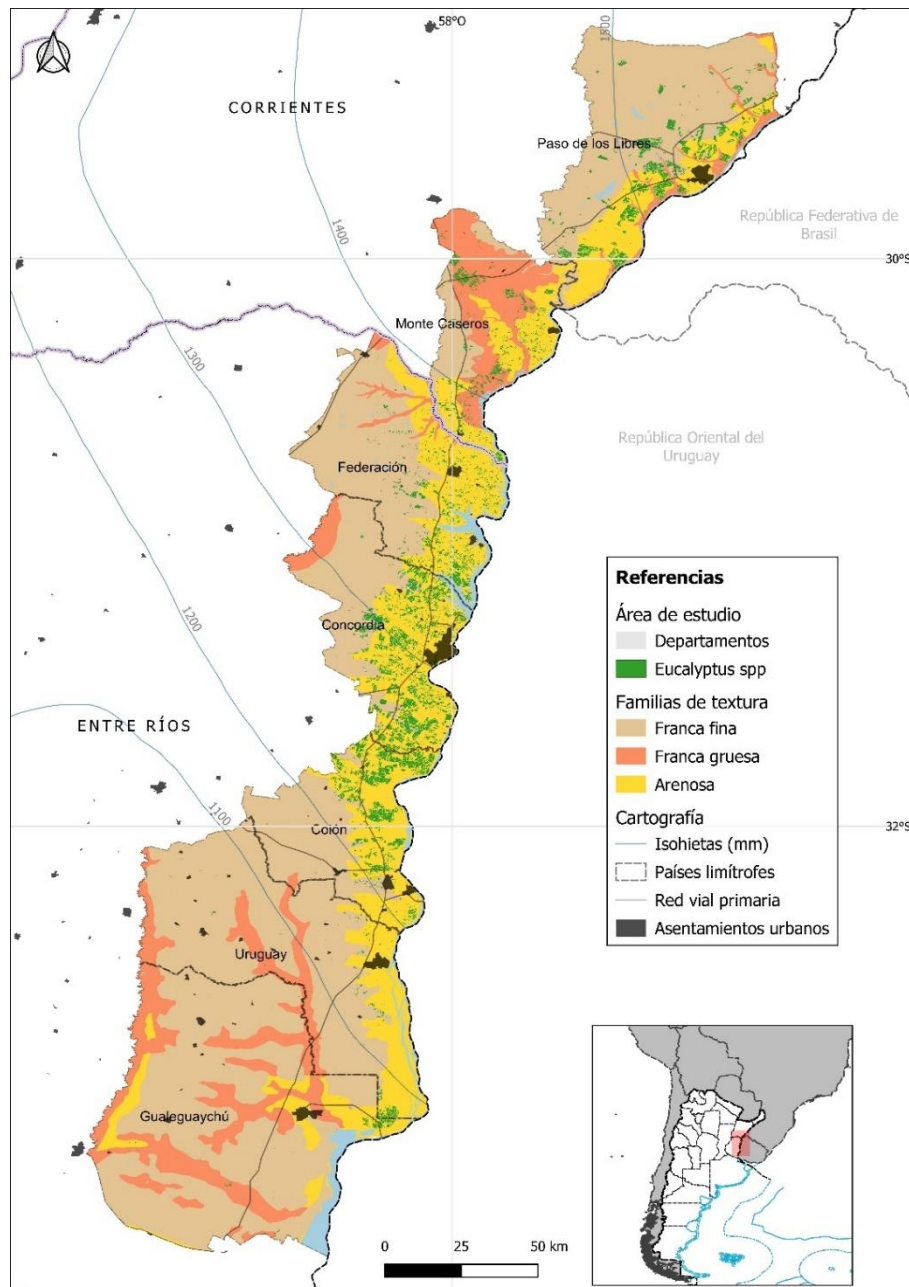 58°O
1500
CORRIENTES
Paso de los Libres
República Federativa de
Brasil
1400
30°S
Monte Caseros
1300
República Oriental del
Uruguay
Federación
Concordia
1200
ENTRE RÍOS
1100
Colón
32°S
Uruguay
Gualeguaychú
Referencias
Área de estudio
Departamentos
Eucalyptus spp
Familias de textura
Franca fina
Franca gruesa
Arenosa
Cartografía
Isohietas (mm)
Países limítrofes
Red vial primaria
Asentamientos urbanos
0 25 50 km